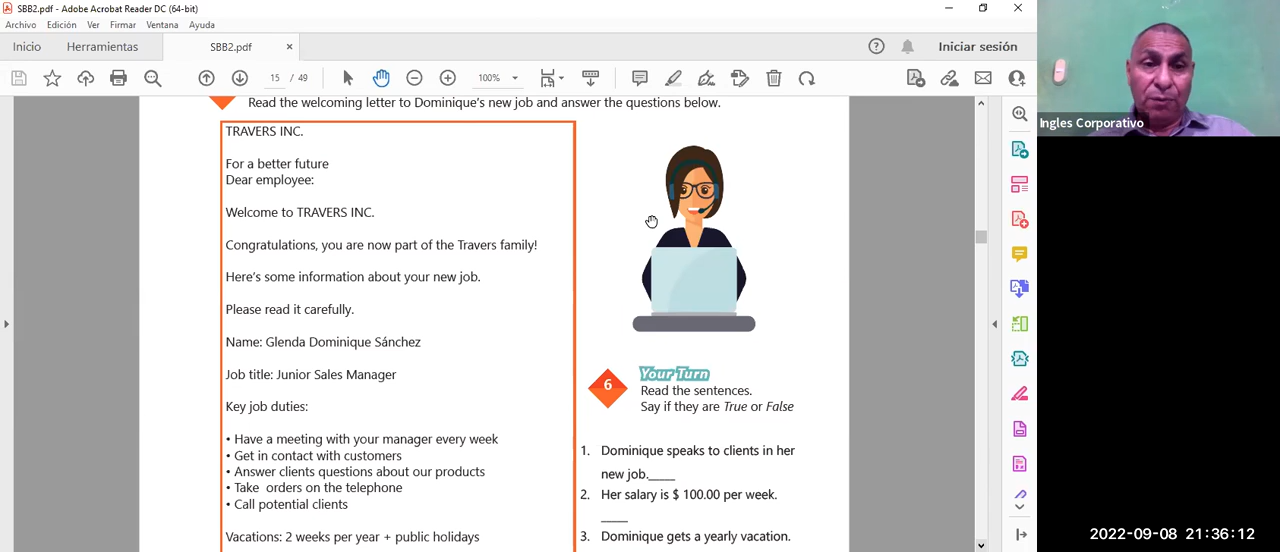 SBB2.pdf - Adobe Acrobat Reader DC (64-bit)
Archivo Edición Ver Firmar Ventana Ayuda
Inicio Herramientas SBB2.pdf × Iniciar sesión
15 / 49 100%
Read the welcoming letter to Dominique's new job and answer the questions below.
TRAVERS INC.
For a better future
Dear employee:
Welcome to TRAVERS INC.
Congratulations, you are now part of the Travers family!
Here's some information about your new job.
Please read it carefully.
Name: Glenda Dominique Sánchez
Job title: Junior Sales Manager
Key job duties:
• Have a meeting with your manager every week
• Get in contact with customers
• Answer clients questions about our products
• Take orders on the telephone
• Call potential clients
Vacations: 2 weeks per year + public holidays
6 Your Turn
Read the sentences.
Say if they are True or False
1. Dominique speaks to clients in her
new job.____
2. Her salary is $ 100.00 per week.
____
3. Dominique gets a yearly vacation.
Ingles Corporativo
2022-09-08 21:36:12